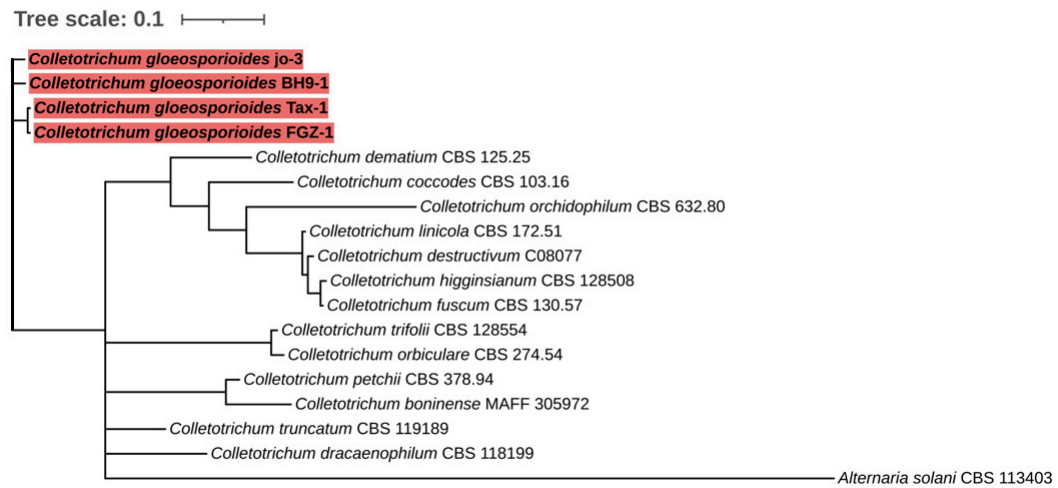 Tree scale: 0.1
Colletotrichum gloeosporioides jo-3
Colletotrichum gloeosporioides BH9-1
Colletotrichum gloeosporioides Tax-1
Colletotrichum gloeosporioides FGZ-1
Colletotrichum dematium CBS 125.25
Colletotrichum coccodes CBS 103.16
Colletotrichum orchidophilum CBS 632.80
Colletotrichum linicola CBS 172.51
Colletotrichum destructivum C08077
Colletotrichum higginsianum CBS 128508
Colletotrichum fuscum CBS 130.57
Colletotrichum trifolii CBS 128554
Colletotrichum orbiculare CBS 274.54
Colletotrichum petchii CBS 378.94
Colletotrichum boninense MAFF 305972
Colletotrichum truncatum CBS 119189
Colletotrichum dracaenophilum CBS 118199
Alternaria solani CBS 113403